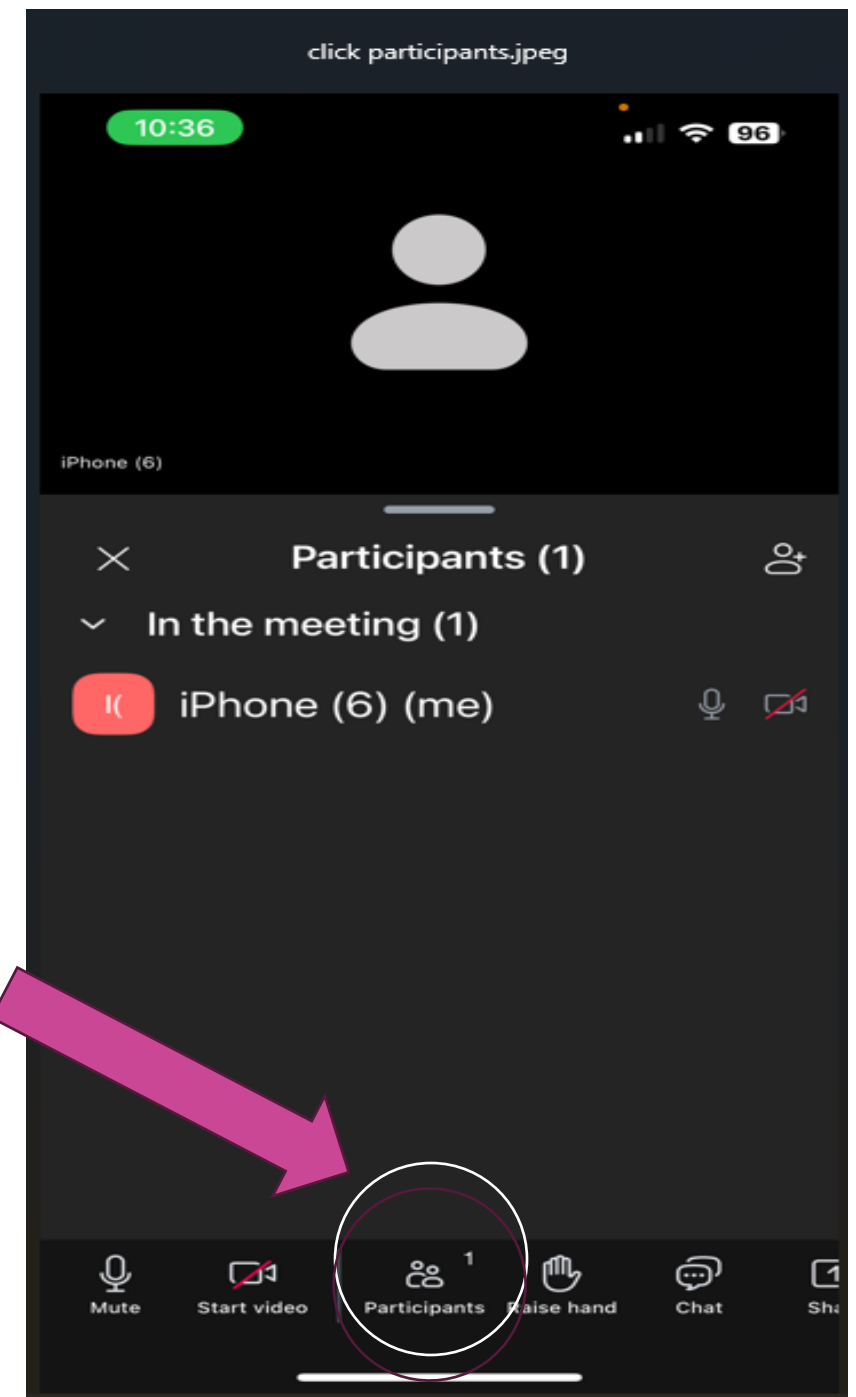 click participants.jpeg
10:36
96
iPhone (6)
Participants (1)
In the meeting (1)
I(
iPhone (6) (me)
1
Mute Start video Participants Raise hand Chat Sha